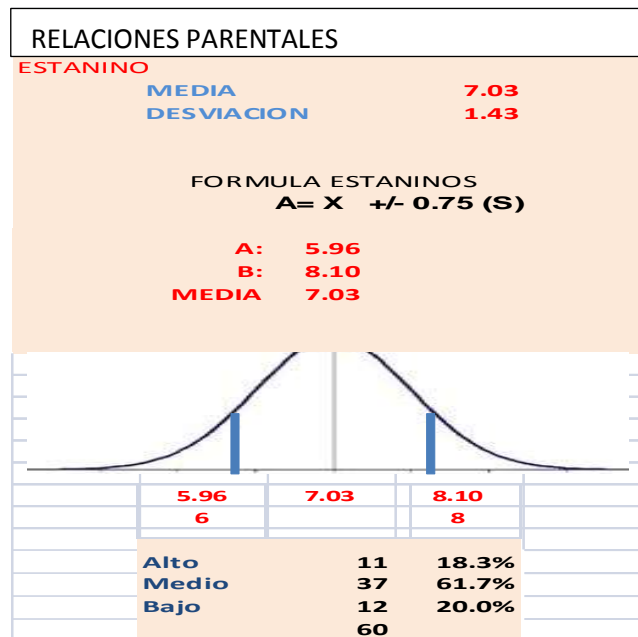 RELACIONES PARENTALES
ESTANINO
MEDIA 7.03
DESVIACION 1.43
FORMULA ESTANINOS
A= X +/- 0.75 (S)
A: 5.96
B: 8.10
MEDIA 7.03
5.96 7.03 8.10
6 8
Alto 11 18.3%
Medio 37 61.7%
Bajo 12 20.0%
60